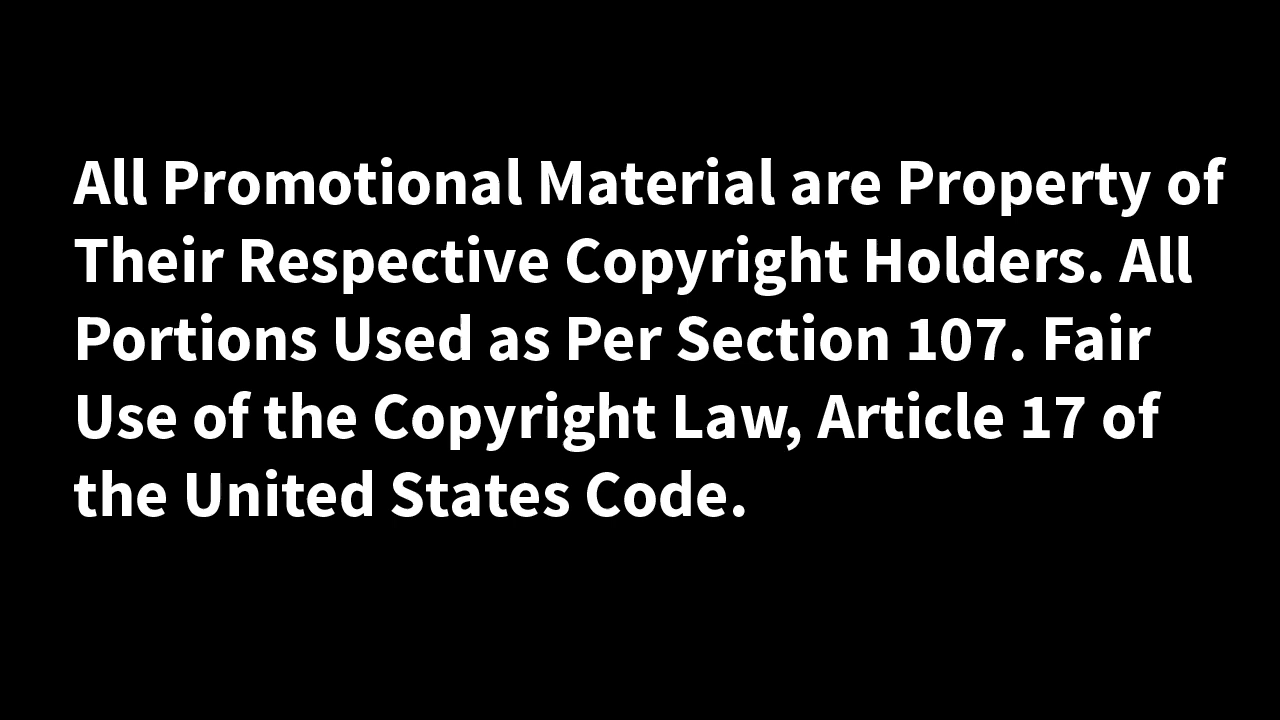 All Promotional Material are Property of
Their Respective Copyright Holders. All
Portions Used as Per Section 107. Fair
Use of the Copyright Law, Article 17 of
the United States Code.